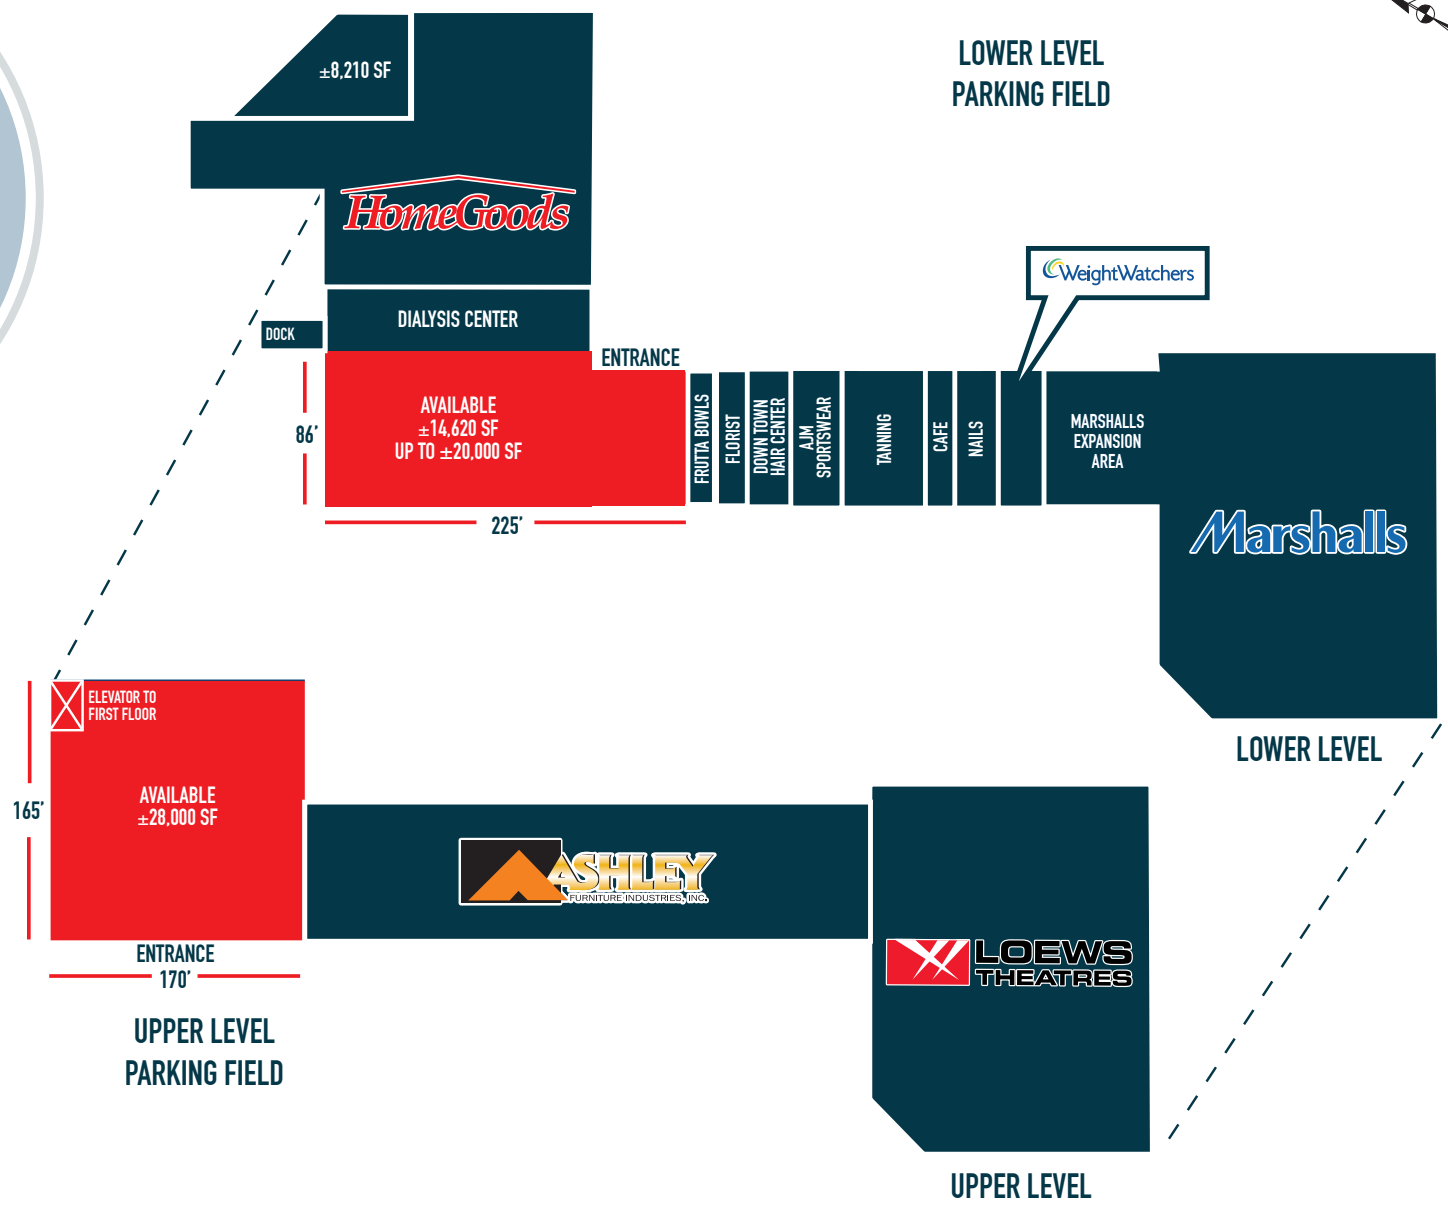 LOWER LEVEL
PARKING FIELD
±8,210 SF
HomeGoods
WeightWatchers
DIALYSIS CENTER
DOCK
ENTRANCE
AVAILABLE
±14,620 SF
UP TO ±20,000 SF
86'
225'
FRUTTA BOWLS
FLORIST
DOWN TOWN
HAIR CENTER
AJM
SPORTSWEAR
TANNING
CAFE
NAILS
MARSHALLS
EXPANSION
AREA
Marshalls
LOWER LEVEL
ELEVATOR TO
FIRST FLOOR
AVAILABLE
±28,000 SF
165'
ENTRANCE
170'
UPPER LEVEL
PARKING FIELD
ASHLEY
FURNITURE INDUSTRIES, INC.
LOEWS
THEATRES
UPPER LEVEL